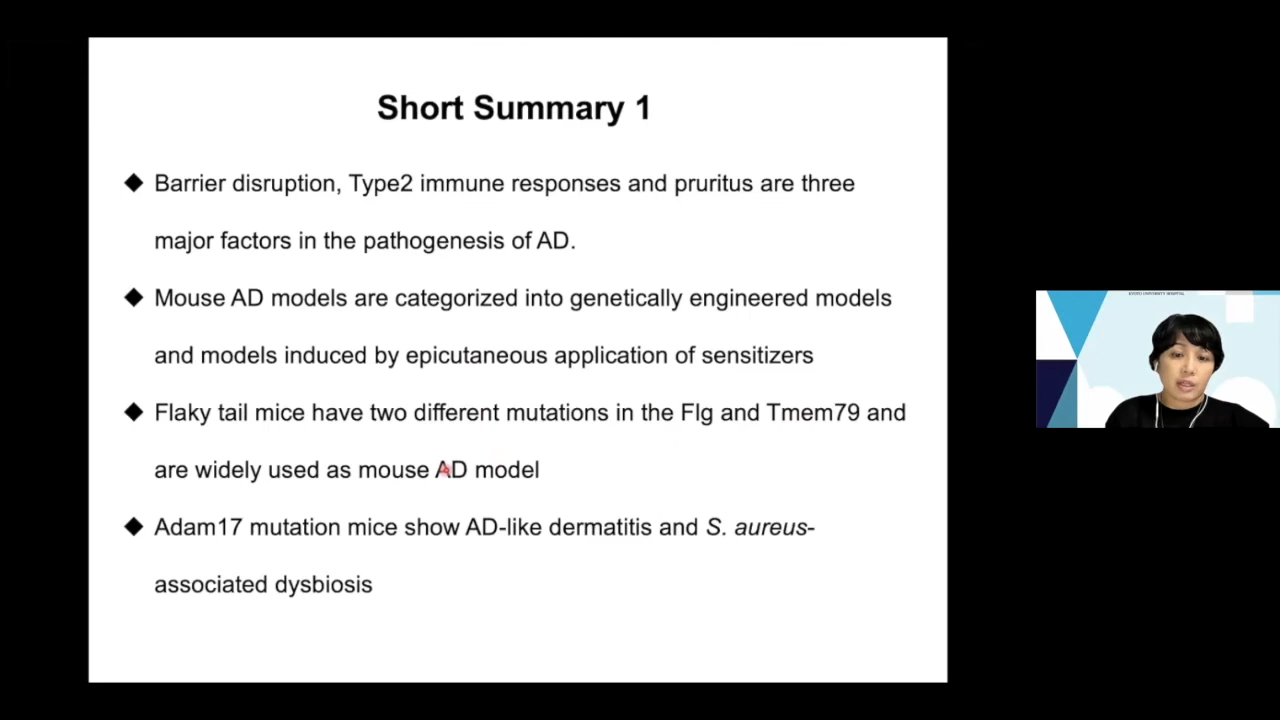 Short Summary 1
◆ Barrier disruption, Type2 immune responses and pruritus are three
major factors in the pathogenesis of AD.
◆ Mouse AD models are categorized into genetically engineered models
and models induced by epicutaneous application of sensitizers
◆ Flaky tail mice have two different mutations in the Flg and Tmem79 and
are widely used as mouse AD model
◆ Adam17 mutation mice show AD-like dermatitis and S. aureus-
associated dysbiosis
KYOTO UNIVERSITY HOSPITAL